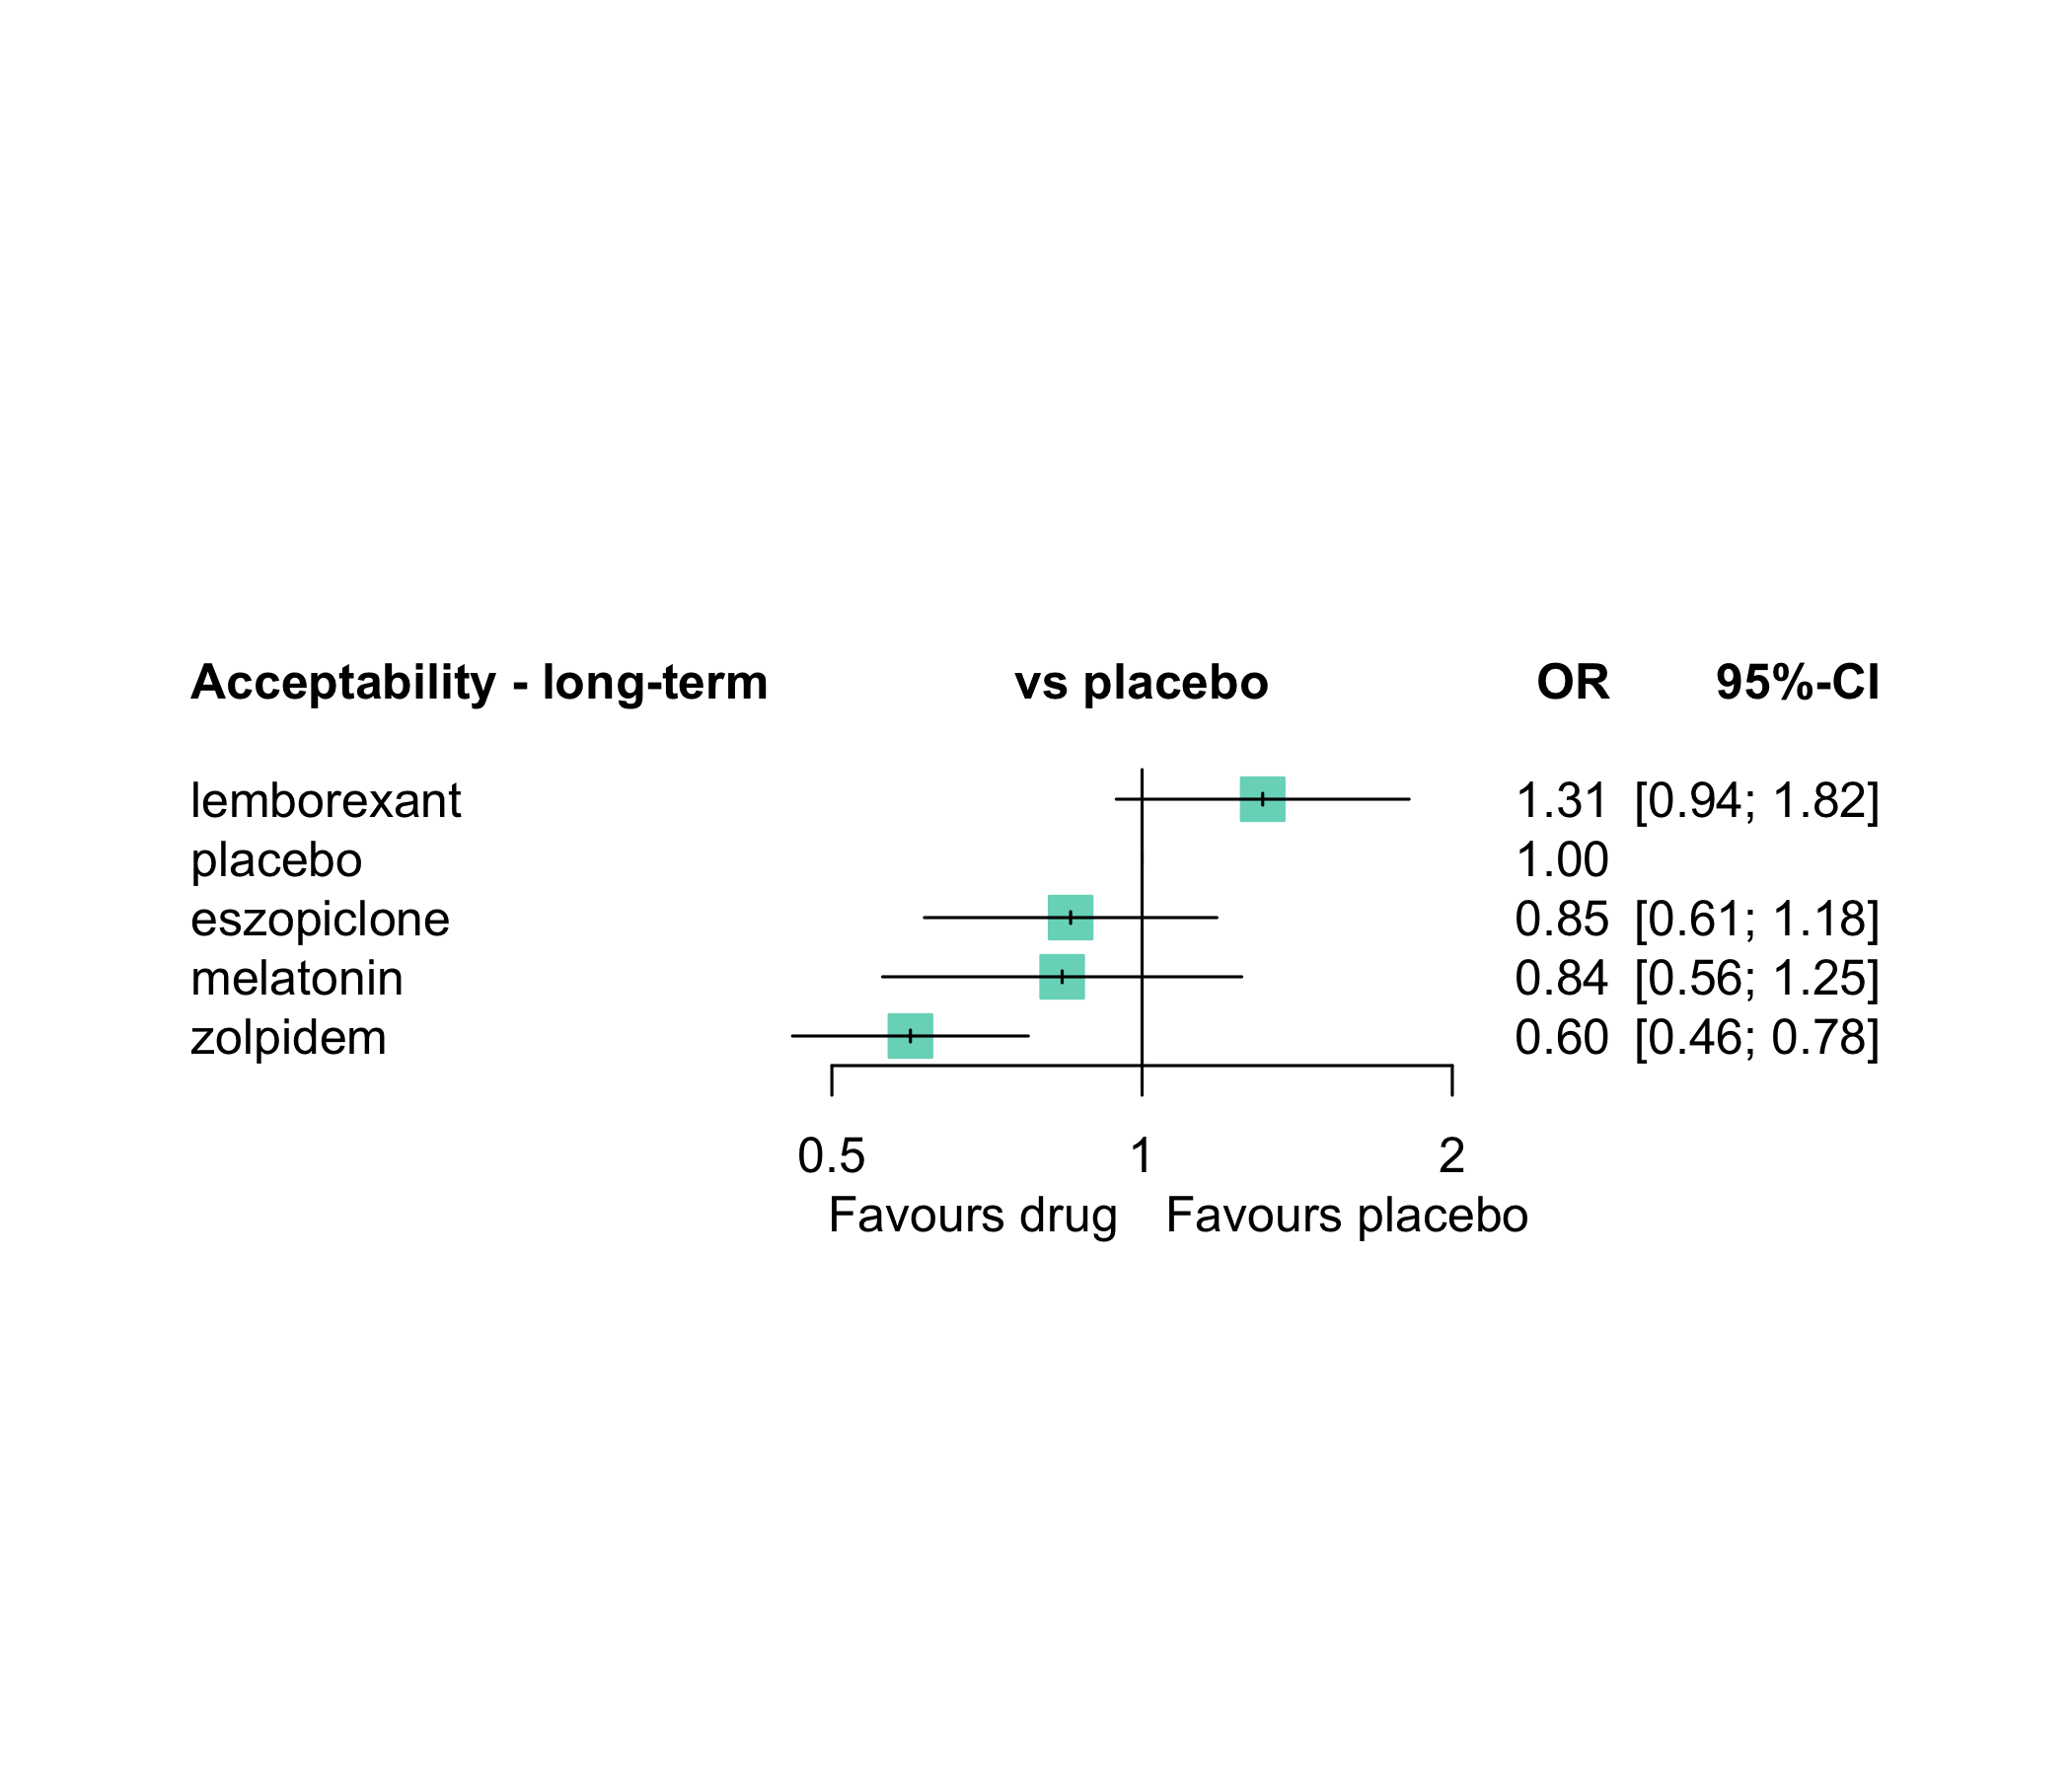 Acceptability - long-term vs placebo OR 95%-CI
lemborexant 1.31 [0.94; 1.82]
placebo 1.00
eszopiclone 0.85 [0.61; 1.18]
melatonin 0.84 [0.56; 1.25]
zolpidem 0.60 [0.46; 0.78]
0.5 1 2
Favours drug Favours placebo